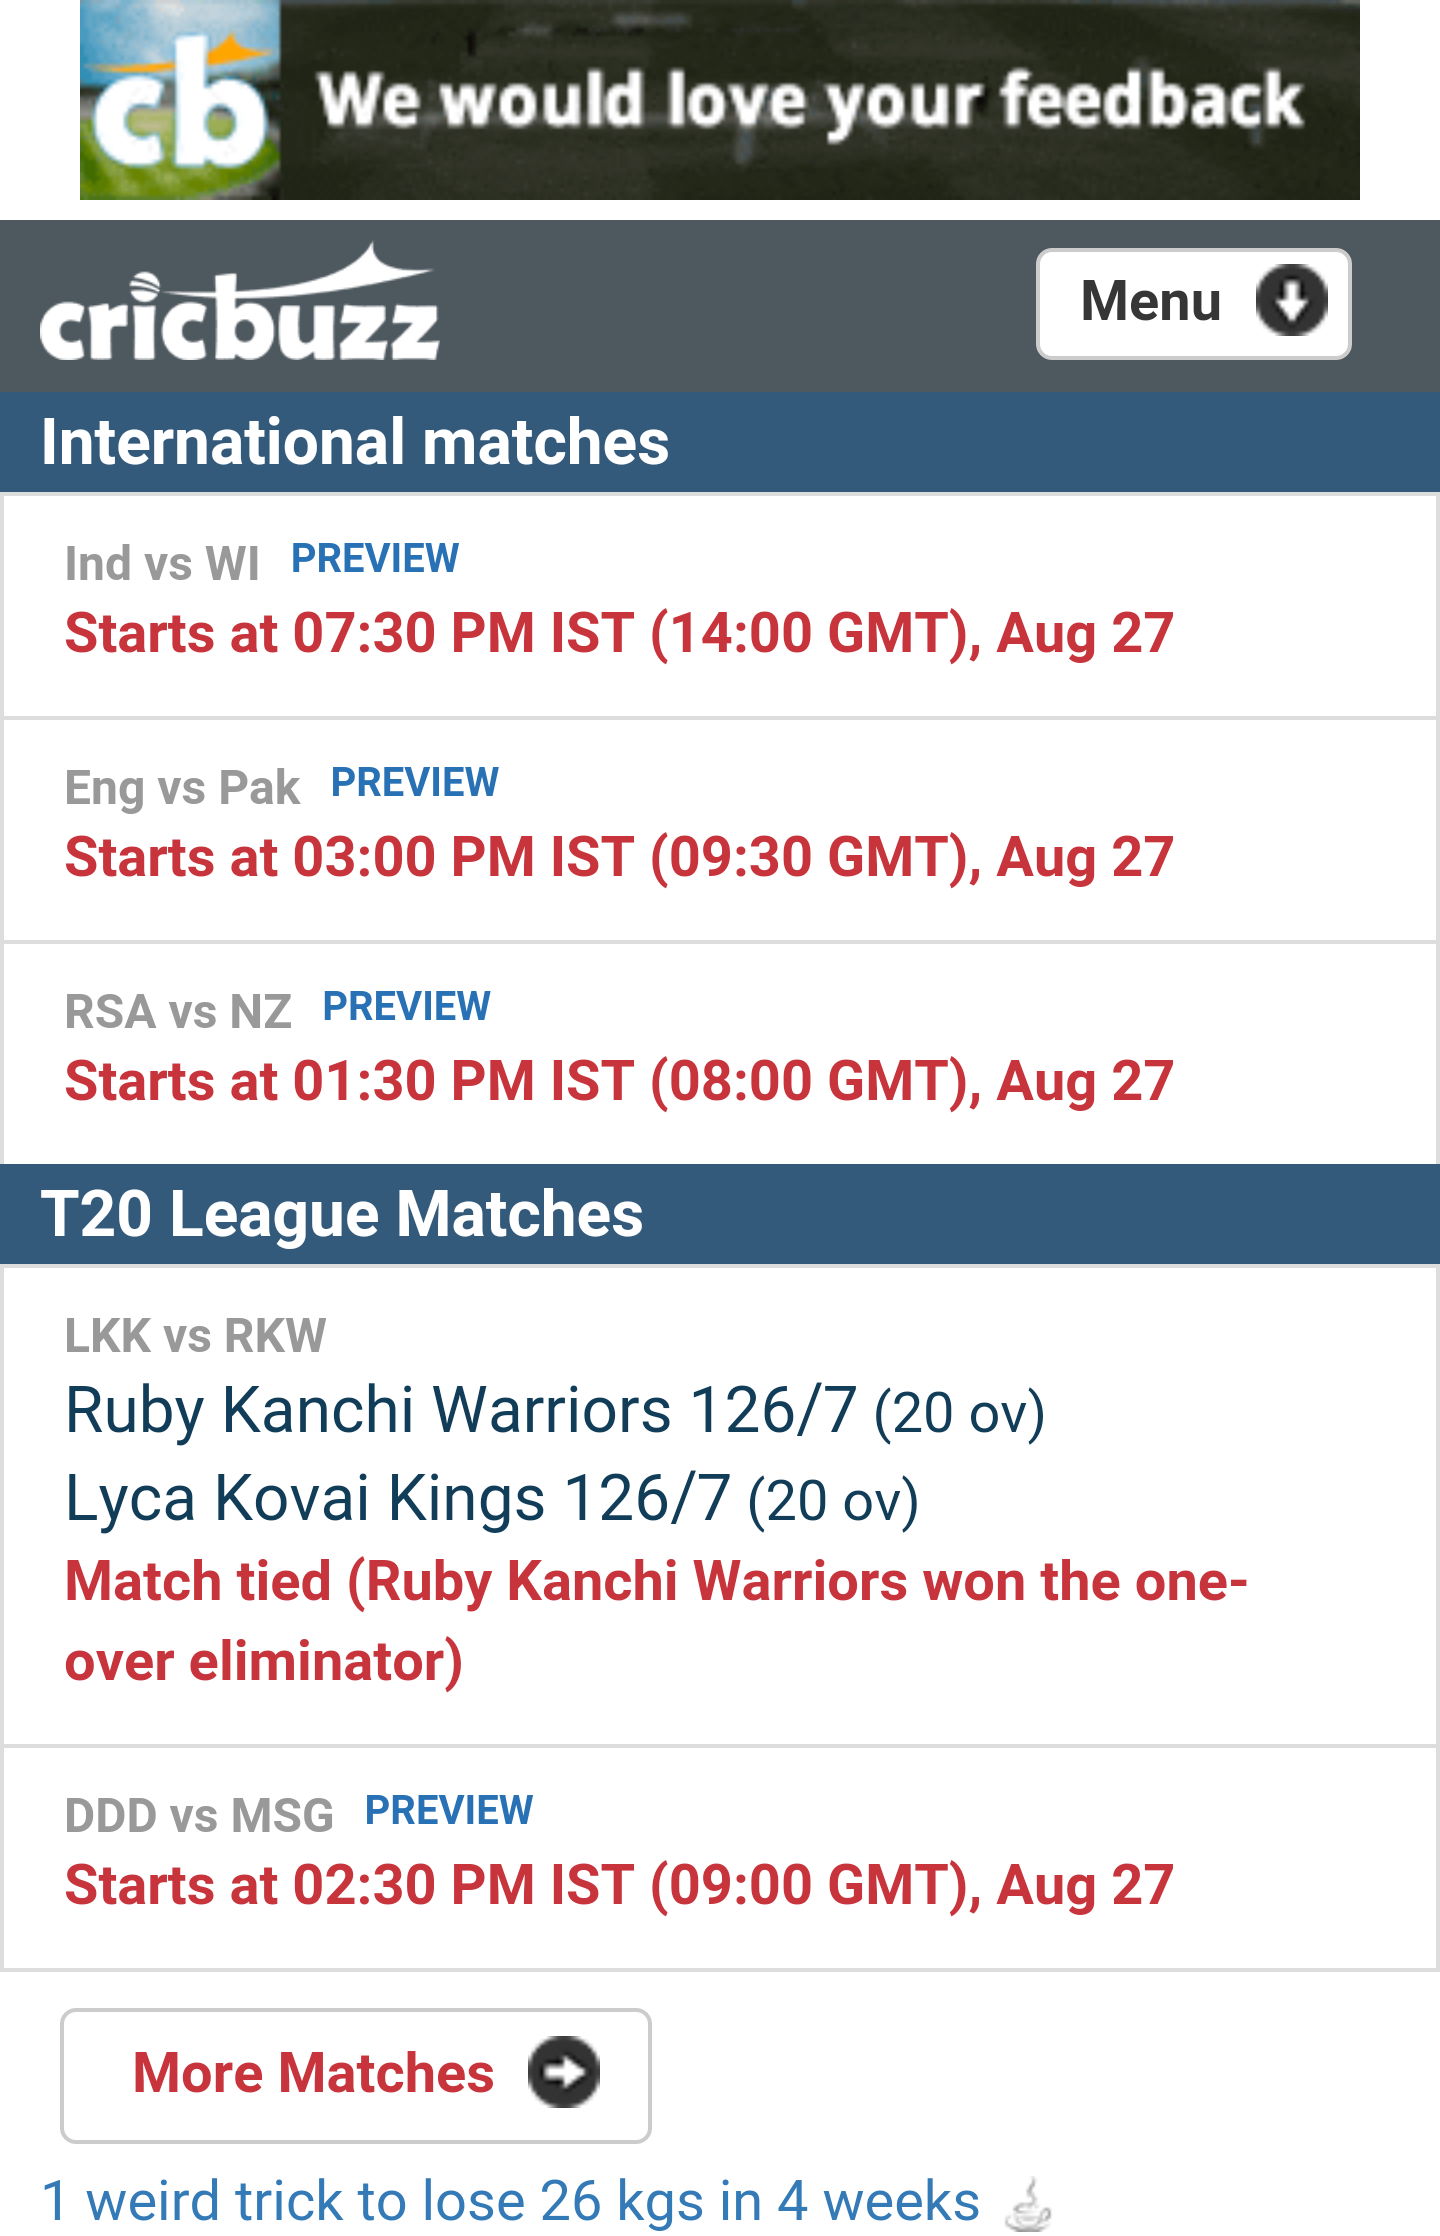 cb We would love your feedback
cricbuzz Menu
International matches
Ind vs WI PREVIEW
Starts at 07:30 PM IST (14:00 GMT), Aug 27
Eng vs Pak PREVIEW
Starts at 03:00 PM IST (09:30 GMT), Aug 27
RSA vs NZ PREVIEW
Starts at 01:30 PM IST (08:00 GMT), Aug 27
T20 League Matches
LKK vs RKW
Ruby Kanchi Warriors 126/7 (20 ov)
Lyca Kovai Kings 126/7 (20 ov)
Match tied (Ruby Kanchi Warriors won the one-
over eliminator)
DDD vs MSG PREVIEW
Starts at 02:30 PM IST (09:00 GMT), Aug 27
More Matches
1 weird trick to lose 26 kgs in 4 weeks